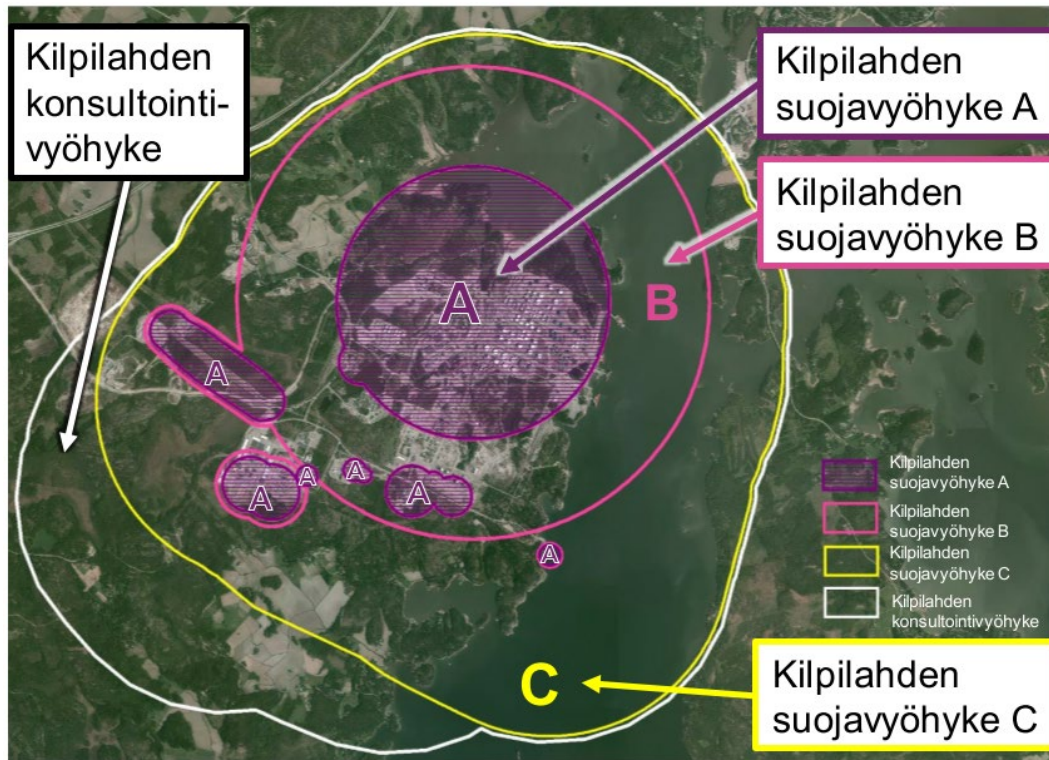 Kilpilahden
konsultointi-
vyöhyke
Kilpilahden
suojavyöhyke A
Kilpilahden
suojavyöhyke B
A
B
A
A
A
A
A
A
Kilpilahden
suojavyöhyke A
Kilpilahden
suojavyöhyke B
Kilpilahden
suojavyöhyke C
Kilpilahden
konsultointivyöhyke
C
Kilpilahden
suojavyöhyke C